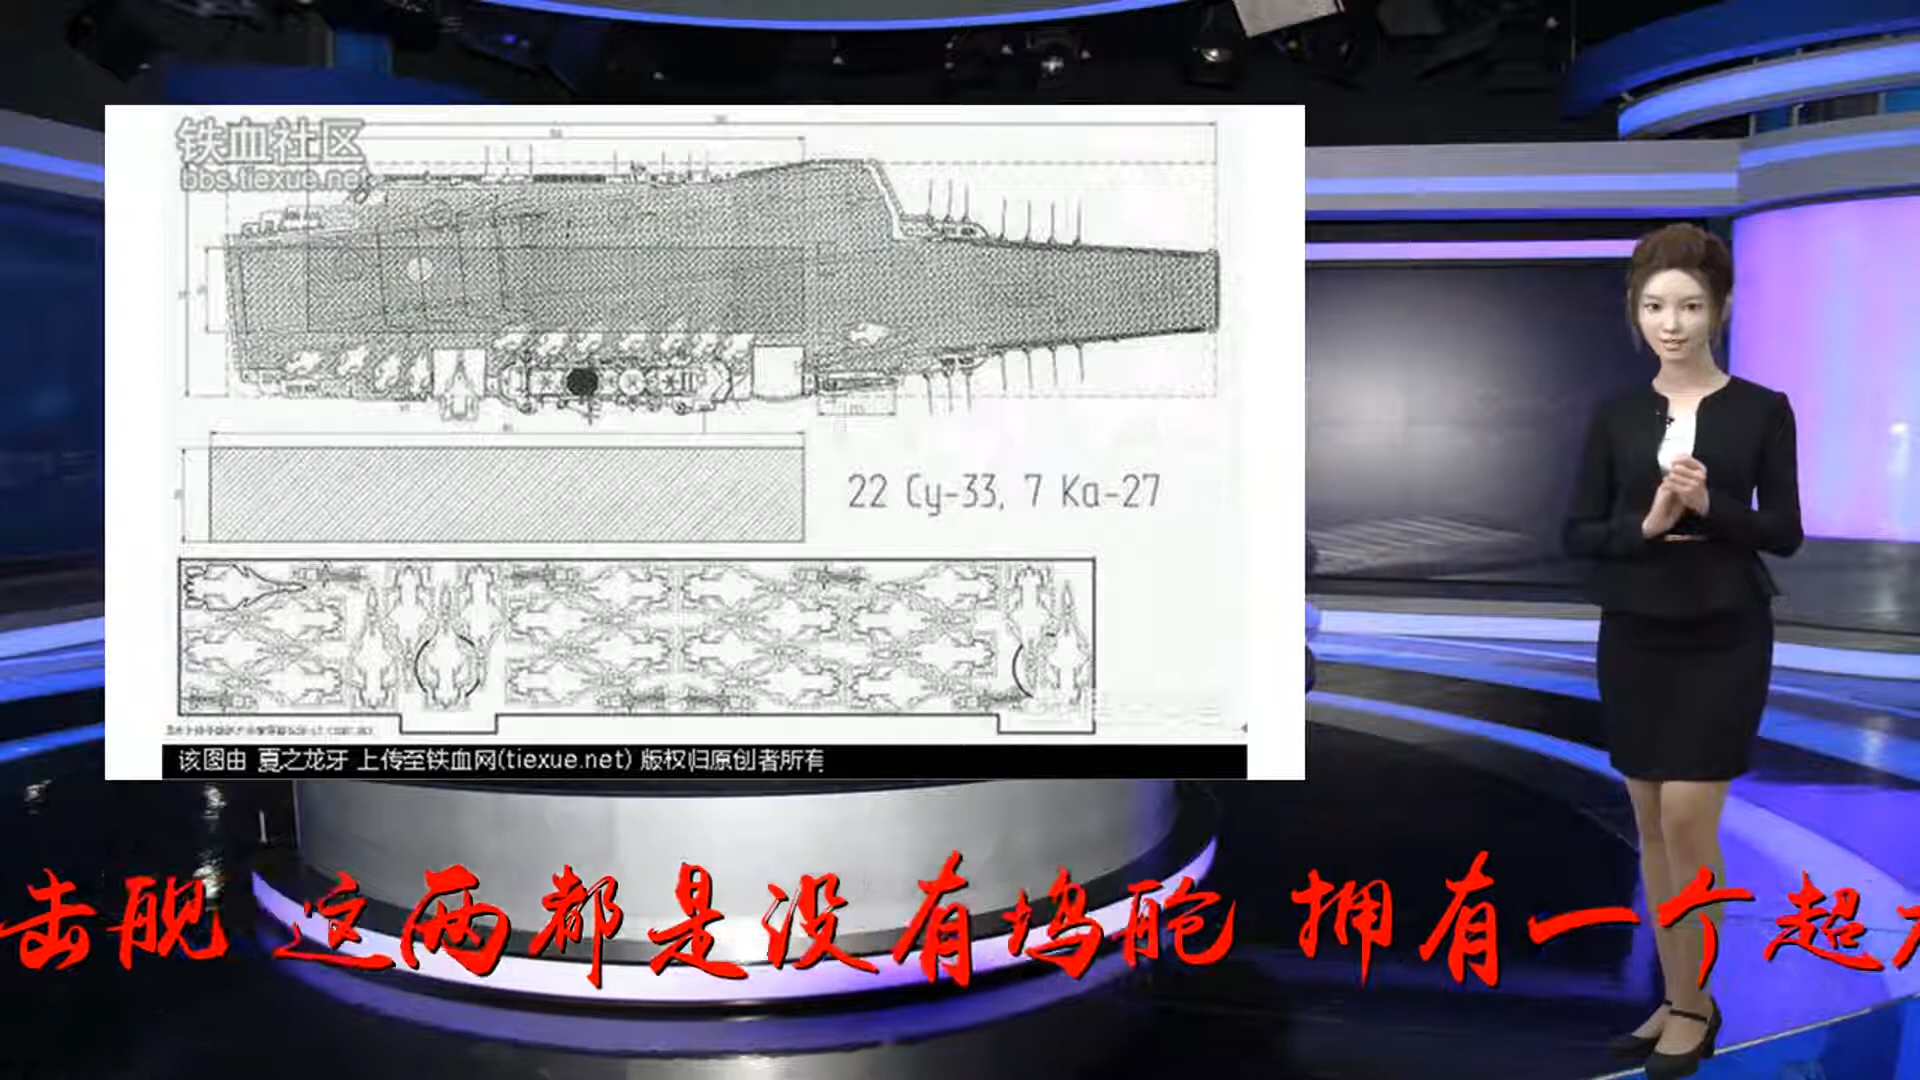 铁血社区
bbs.tiexue.net
22 Су-33, 7 Ка-27
该图由 夏之龙牙 上传至铁血网(tiexue.net) 版权归原创者所有
击舰 这两都是没有坞舱 拥有一个超